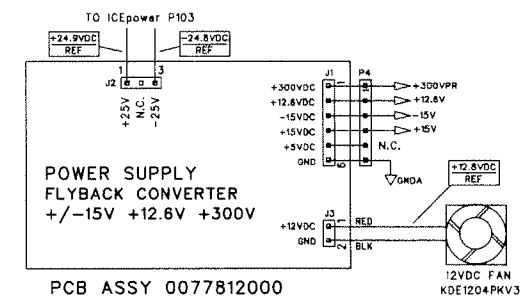 TO ICEpower P103
+24.9VDC
REF
-24.8VDC
REF
1 3
J2
+25V
N.C.
-25V
J1 P4
1
+300VDC +300VPR
+12.6VDC +12.6V
-15VDC -15V
+15VDC +15V
+5VDC N.C.
GND 6 GNDA
POWER SUPPLY
FLYBACK CONVERTER
+/-15V +12.6V +300V
+12.8VDC
REF
J3
+12VDC 1 RED
GND 2 BLK
12VDC FAN
KDE1204PKV3
PCB ASSY 0077812000